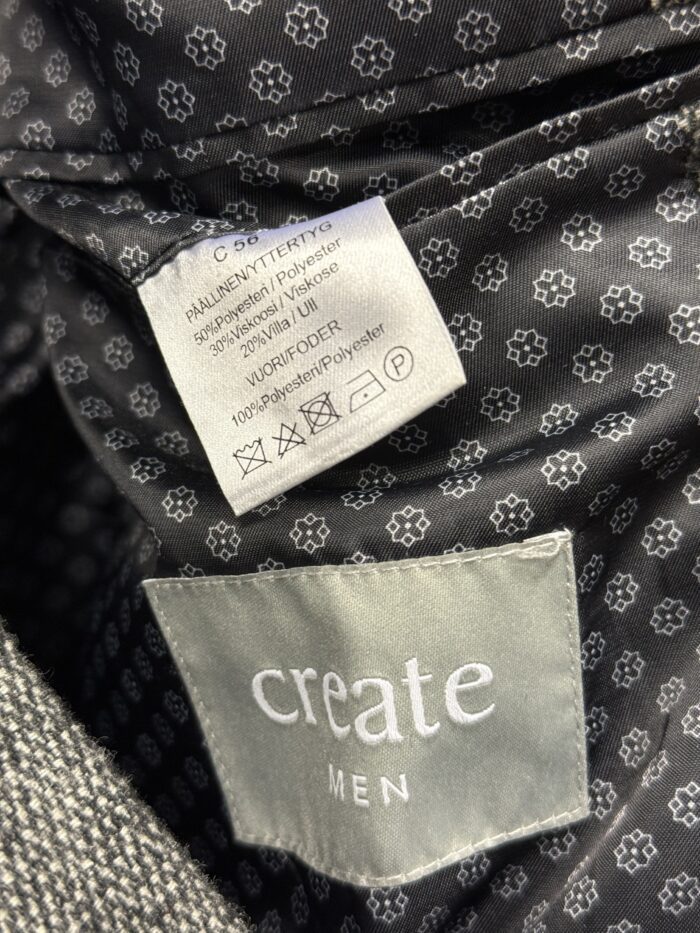 C 56
PÄÄLLINEN/YTTERTYG
50%Polyesteri / Polyester
30%Viskoosi / Viskose
20%Villa / Ull
VUORI/FODER
100%Polyesteri/Polyester
P
create
MEN